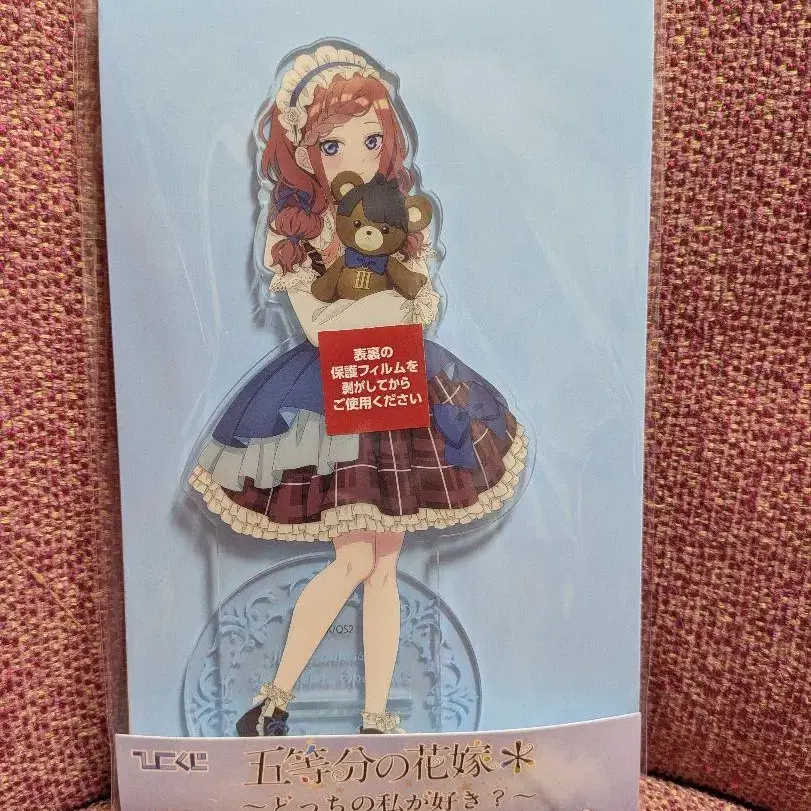 III
表裏の
保護フィルムを
剥がしてから
ご使用ください
/QS2
ひこくじ
五等分の花嫁*
~どっちの私が好き?~